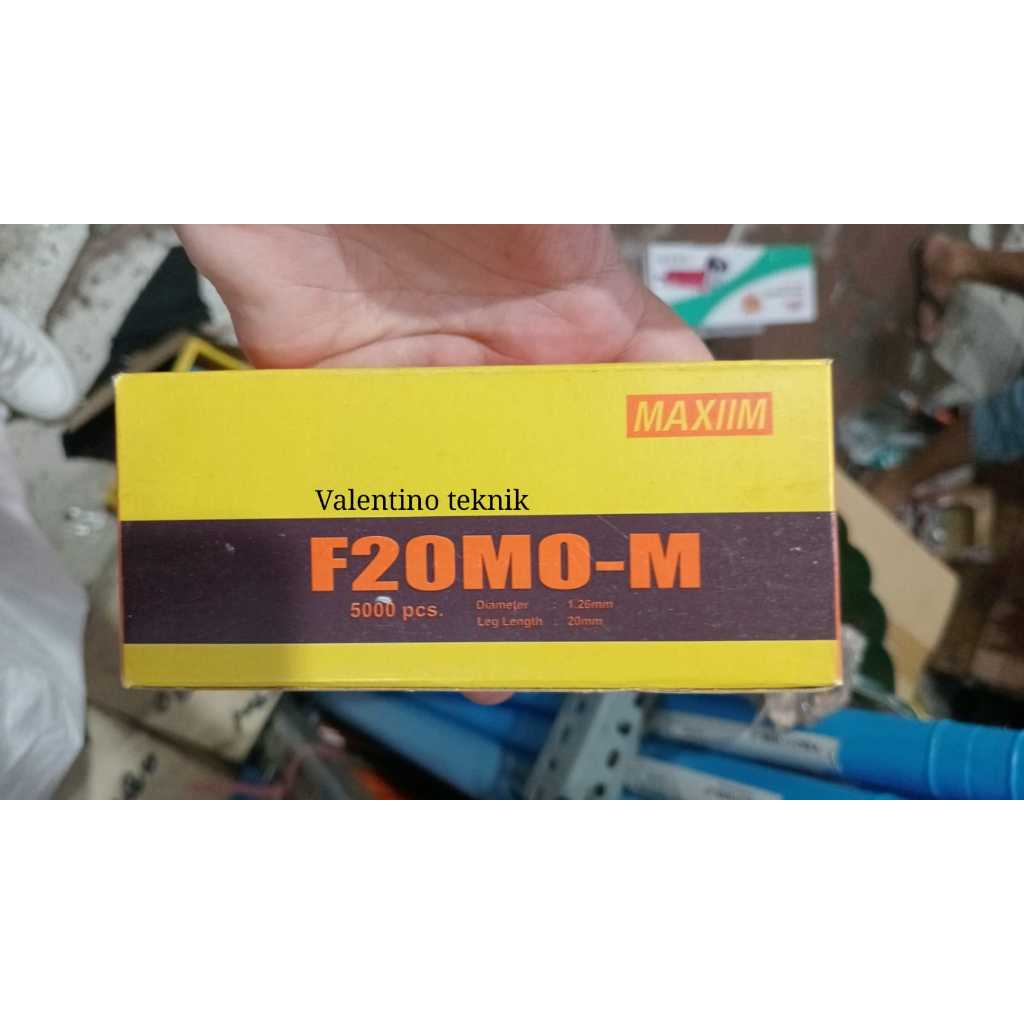 MAXIIM
Valentino teknik
F20MO-M
5000 pcs.
Diameter : 1.26mm
Leg Length : 20mm